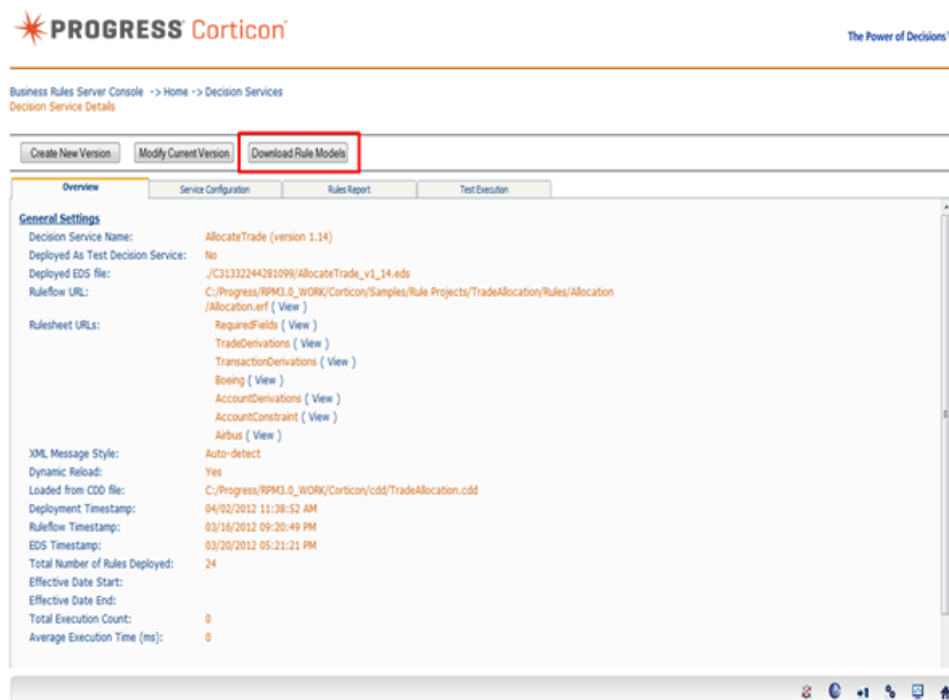 PROGRESS Corticon
The Power of Decisions
Business Rules Server Console -> Home -> Decision Services
Decision Service Details
Create New Version Modify Current Version Download Rule Models
Overview Service Configuration Rules Report Test Execution
General Settings
Decision Service Name: AllocateTrade (version 1.14)
Deployed As Test Decision Service: No
Deployed EDS file: ./C31332244281099/AllocateTrade_v1_14.eds
Ruleflow URL: C:/Progress/RPM3.0_WORK/Corticon/Samples/Rule Projects/TradeAllocation/Rules/Allocation
/Allocation.erf ( View )
Rulesheet URLs: RequiredFields ( View )
TradeDerivations ( View )
TransactionDerivations ( View )
Boeing ( View )
AccountDerivations ( View )
AccountConstraint ( View )
Airbus ( View )
XML Message Style: Auto-detect
Dynamic Reload: Yes
Loaded from CDD file: C:/Progress/RPM3.0_WORK/Corticon/cdd/TradeAllocation.cdd
Deployment Timestamp: 04/02/2012 11:38:52 AM
Ruleflow Timestamp: 03/16/2012 09:20:49 PM
EDS Timestamp: 03/20/2012 05:21:21 PM
Total Number of Rules Deployed: 24
Effective Date Start:
Effective Date End:
Total Execution Count: 0
Average Execution Time (ms): 0